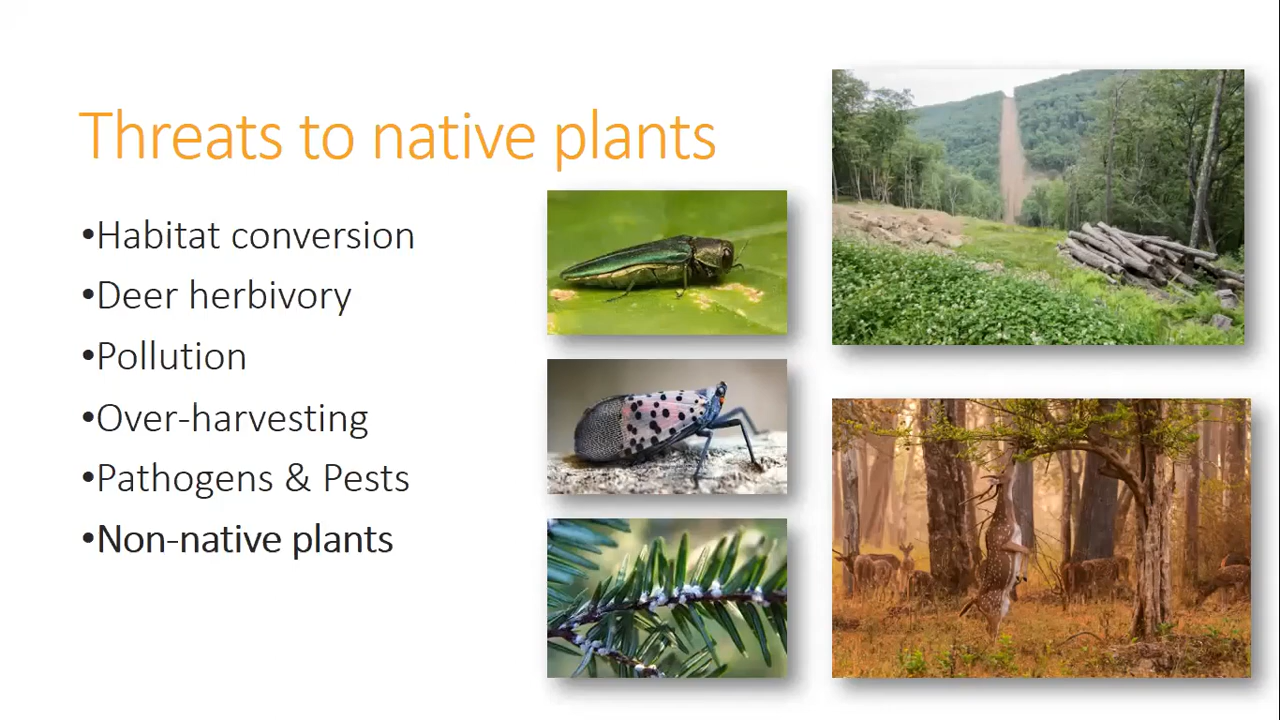 Threats to native plants
•Habitat conversion
•Deer herbivory
•Pollution
•Over-harvesting
•Pathogens & Pests
•Non-native plants